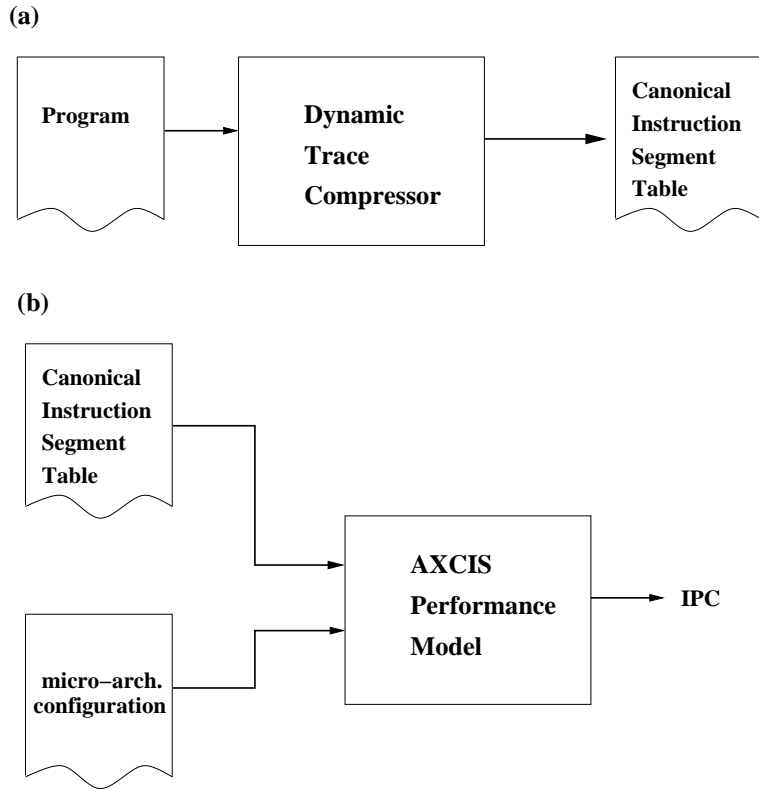 (a)
Program
Dynamic
Trace
Compressor
Canonical
Instruction
Segment
Table
(b)
Canonical
Instruction
Segment
Table
micro−arch.
configuration
AXCIS
Performance
Model
IPC